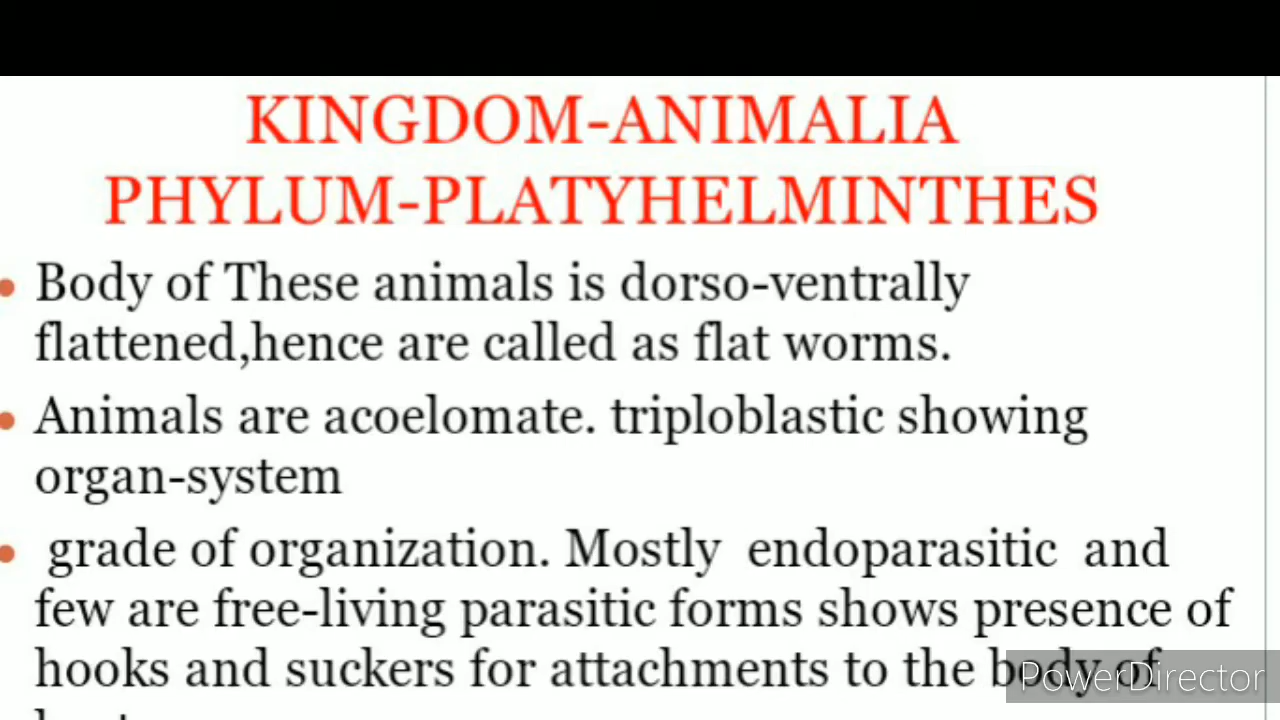 KINGDOM-ANIMALIA
PHYLUM-PLATYHELMINTHES
• Body of These animals is dorso-ventrally
flattened,hence are called as flat worms.
• Animals are acoelomate. triploblastic showing
organ-system
• grade of organization. Mostly endoparasitic and
few are free-living parasitic forms shows presence of
hooks and suckers for attachments to the body of
PowerDirector